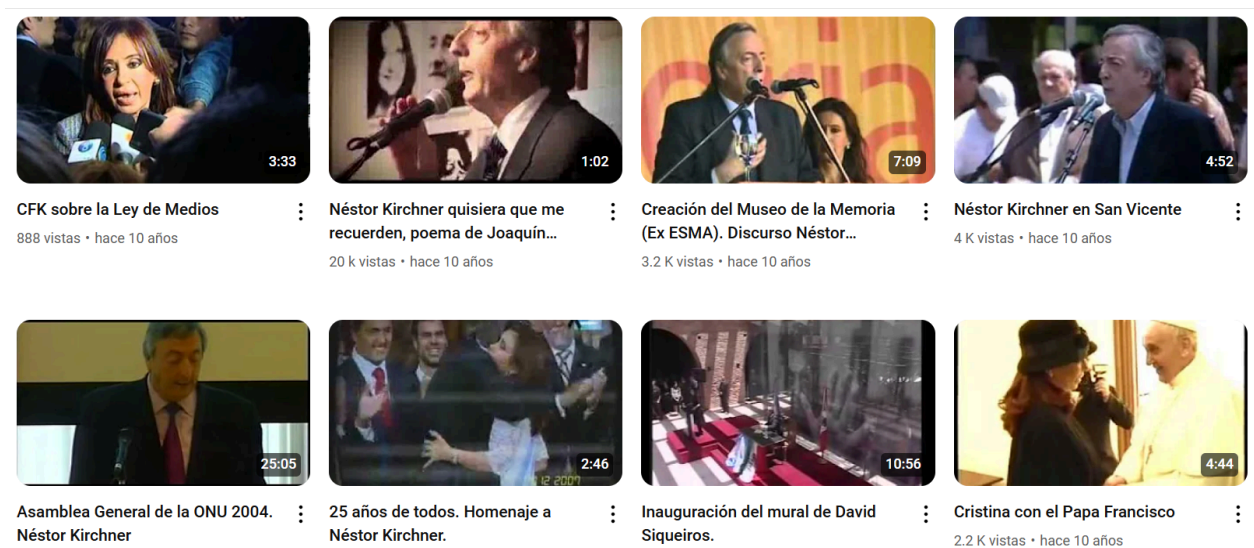 3:33
1:02
oria
7:09
4:52
CFK sobre la Ley de Medios
888 vistas • hace 10 años
Néstor Kirchner quisiera que me
recuerden, poema de Joaquín...
20 k vistas • hace 10 años
Creación del Museo de la Memoria
(Ex ESMA). Discurso Néstor...
3.2 K vistas • hace 10 años
Néstor Kirchner en San Vicente
4 K vistas • hace 10 años
25:05
2:46
12 2007
10:56
4:44
Asamblea General de la ONU 2004.
Néstor Kirchner
25 años de todos. Homenaje a
Néstor Kirchner.
Inauguración del mural de David
Siqueiros.
Cristina con el Papa Francisco
2.2 K vistas • hace 10 años